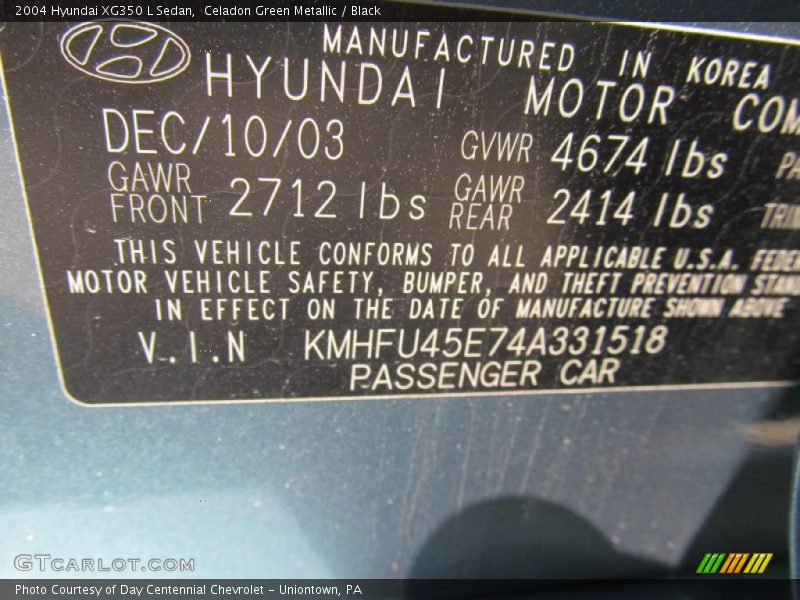 2004 Hyundai XG350 L Sedan,  Celadon Green Metallic / Black
MANUFACTURED IN KOREA
HYUNDAI MOTOR
DEC/10/03 GVWR 4674 lbs
GAWR FRONT 2712 lbs GAWR REAR 2414 lbs
THIS VEHICLE CONFORMS TO ALL APPLICABLE U.S.A.
MOTOR VEHICLE SAFETY, BUMPER, AND THEFT PREVENTION
IN EFFECT ON THE DATE OF MANUFACTURE SHOWN ABOVE
V.I.N KMHFU45E74A331518
PASSENGER CAR
GTCARLOT.COM
Photo Courtesy of Day Centennial Chevrolet - Uniontown, PA